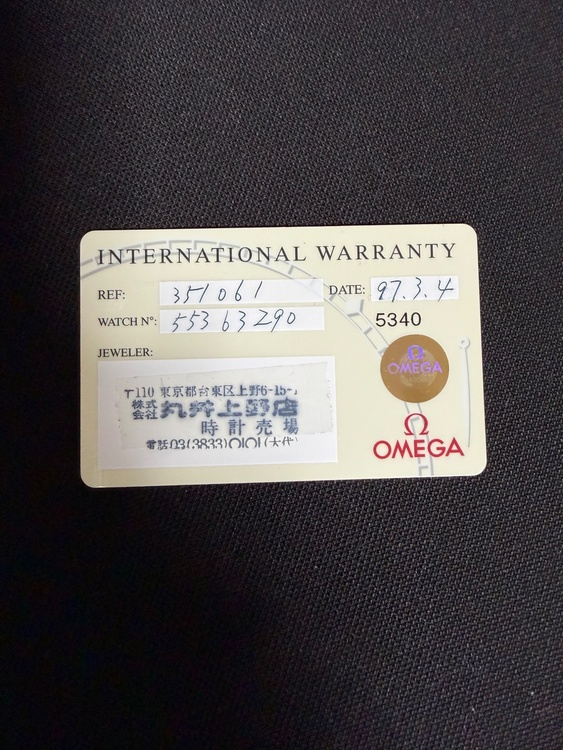 INTERNATIONAL WARRANTY
REF: 351061 DATE: 97.3.4
WATCH Nº: 55363290 5340
JEWELER:
〒110 東京都台東区上野6-15-1
株式会社 丸井上野店
時計売場
電話03(3833)0101(大代)
Ω
OMEGA
Ω
OMEGA